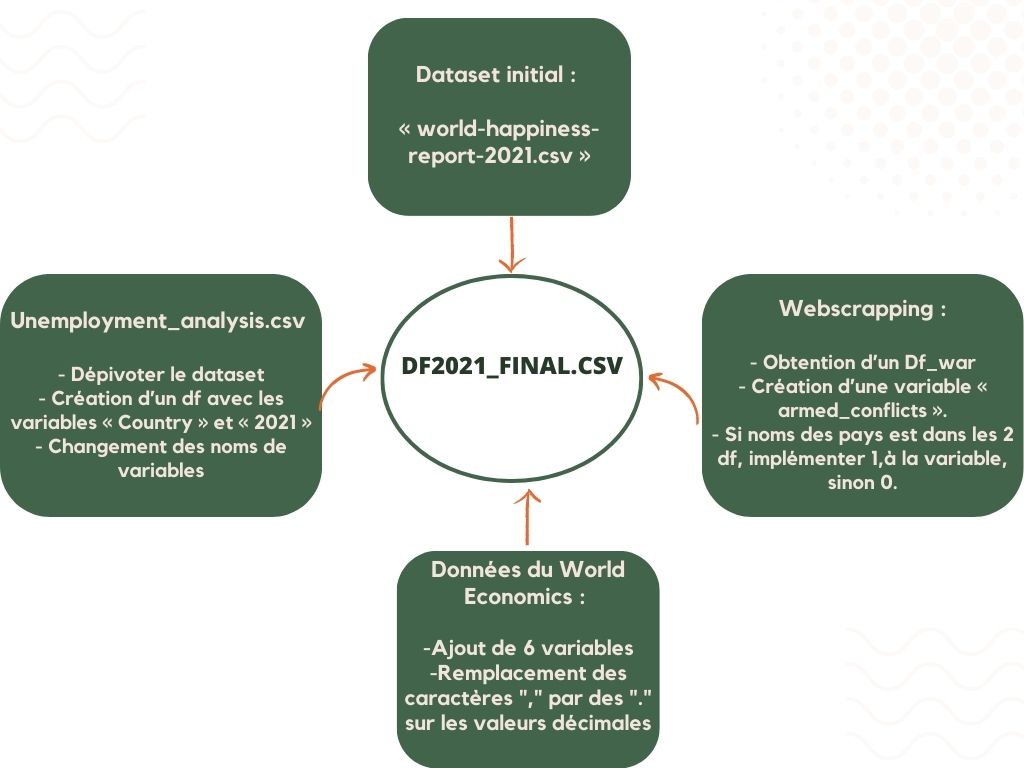 Dataset initial :
« world-happiness-
report-2021.csv »
Unemployment_analysis.csv
- Dépivoter le dataset
- Création d'un df avec les
variables « Country » et « 2021 »
- Changement des noms de
variables
DF2021_FINAL.CSV
Webscrapping :
- Obtention d'un Df_war
- Création d'une variable «
armed_conflicts ».
- Si noms des pays est dans les 2
df, implémenter 1,à la variable,
sinon 0.
Données du World
Economics :
-Ajout de 6 variables
-Remplacement des
caractères "," par des "."
sur les valeurs décimales